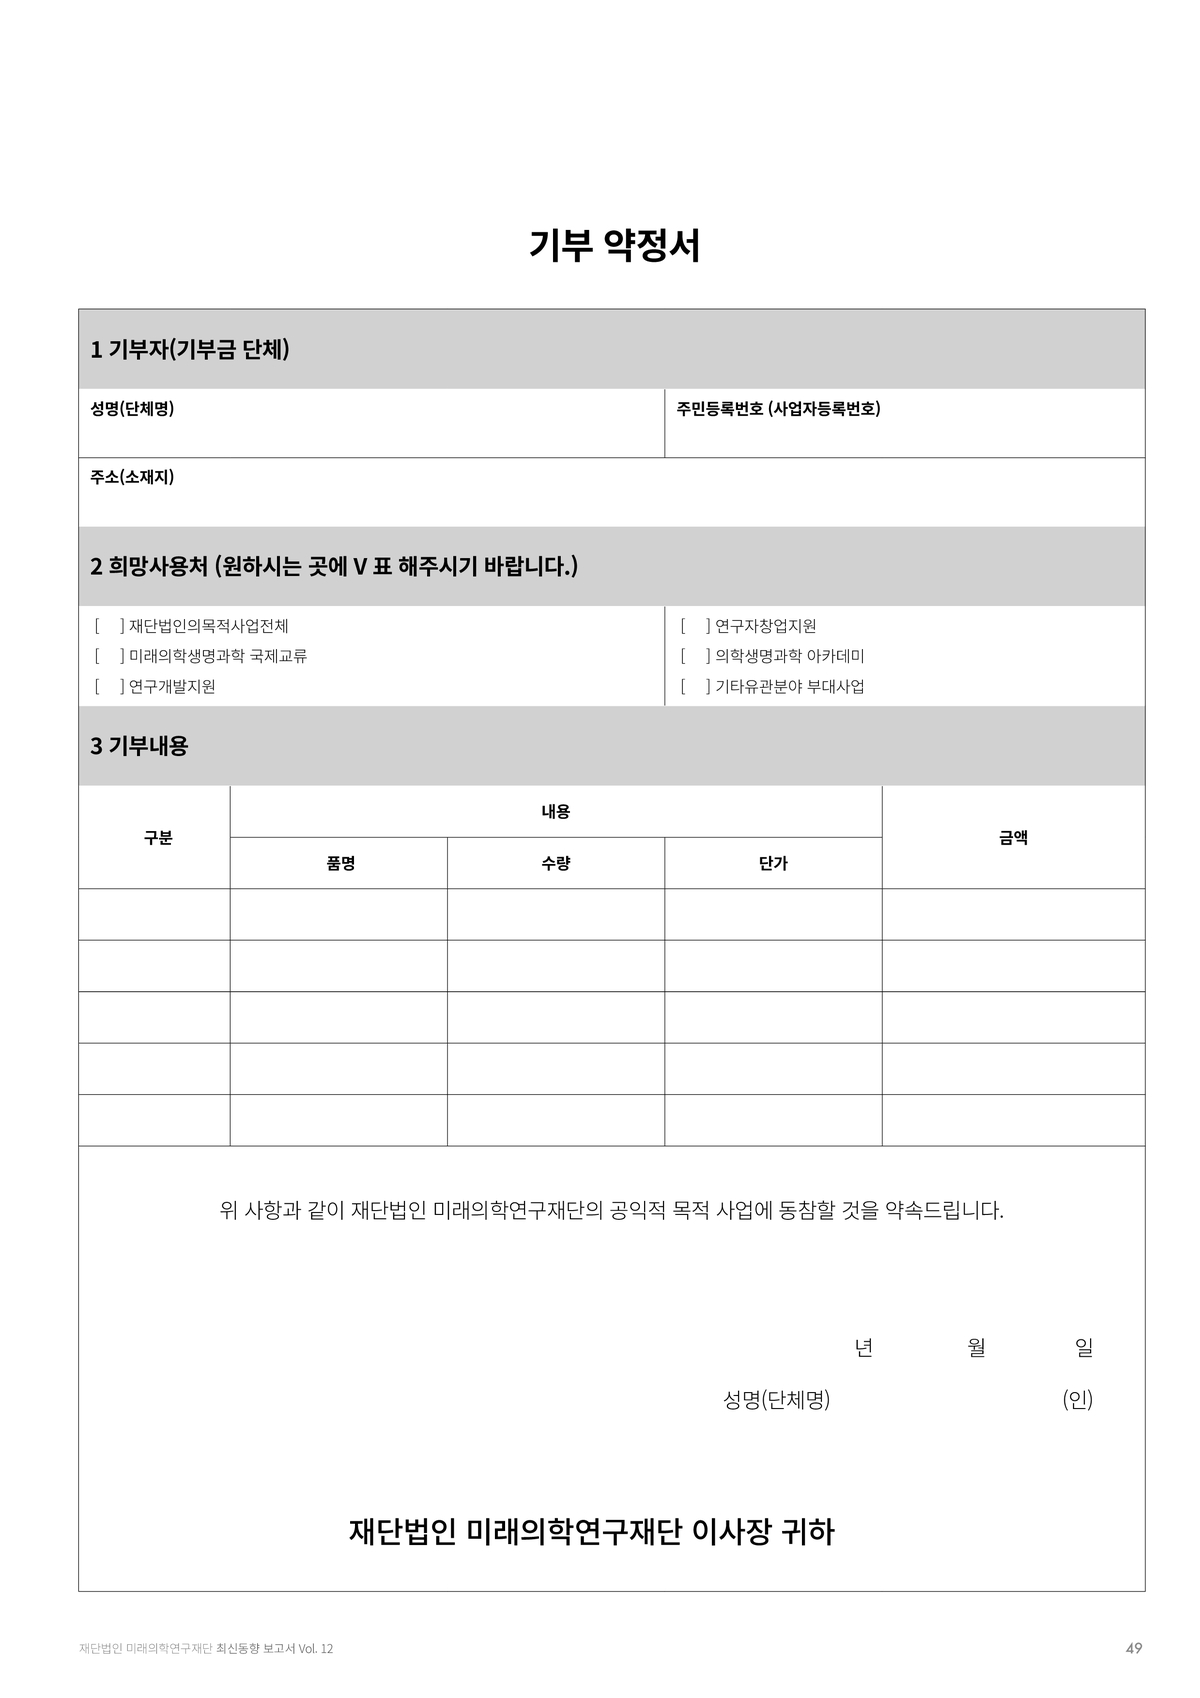 기부 약정서
1 기부자(기부금 단체)
성명(단체명) 주민등록번호 (사업자등록번호)
주소(소재지)
2 희망사용처 (원하시는 곳에 V 표 해주시기 바랍니다.)
[ ] 재단법인의목적사업전체 [ ] 연구자창업지원
[ ] 미래의학생명과학 국제교류 [ ] 의학생명과학 아카데미
[ ] 연구개발지원 [ ] 기타유관분야 부대사업
3 기부내용
구분 내용 금액
품명 수량 단가
위 사항과 같이 재단법인 미래의학연구재단의 공익적 목적 사업에 동참할 것을 약속드립니다.
년 월 일
성명(단체명) (인)
재단법인 미래의학연구재단 이사장 귀하
재단법인 미래의학연구재단 최신동향 보고서 Vol. 12 49